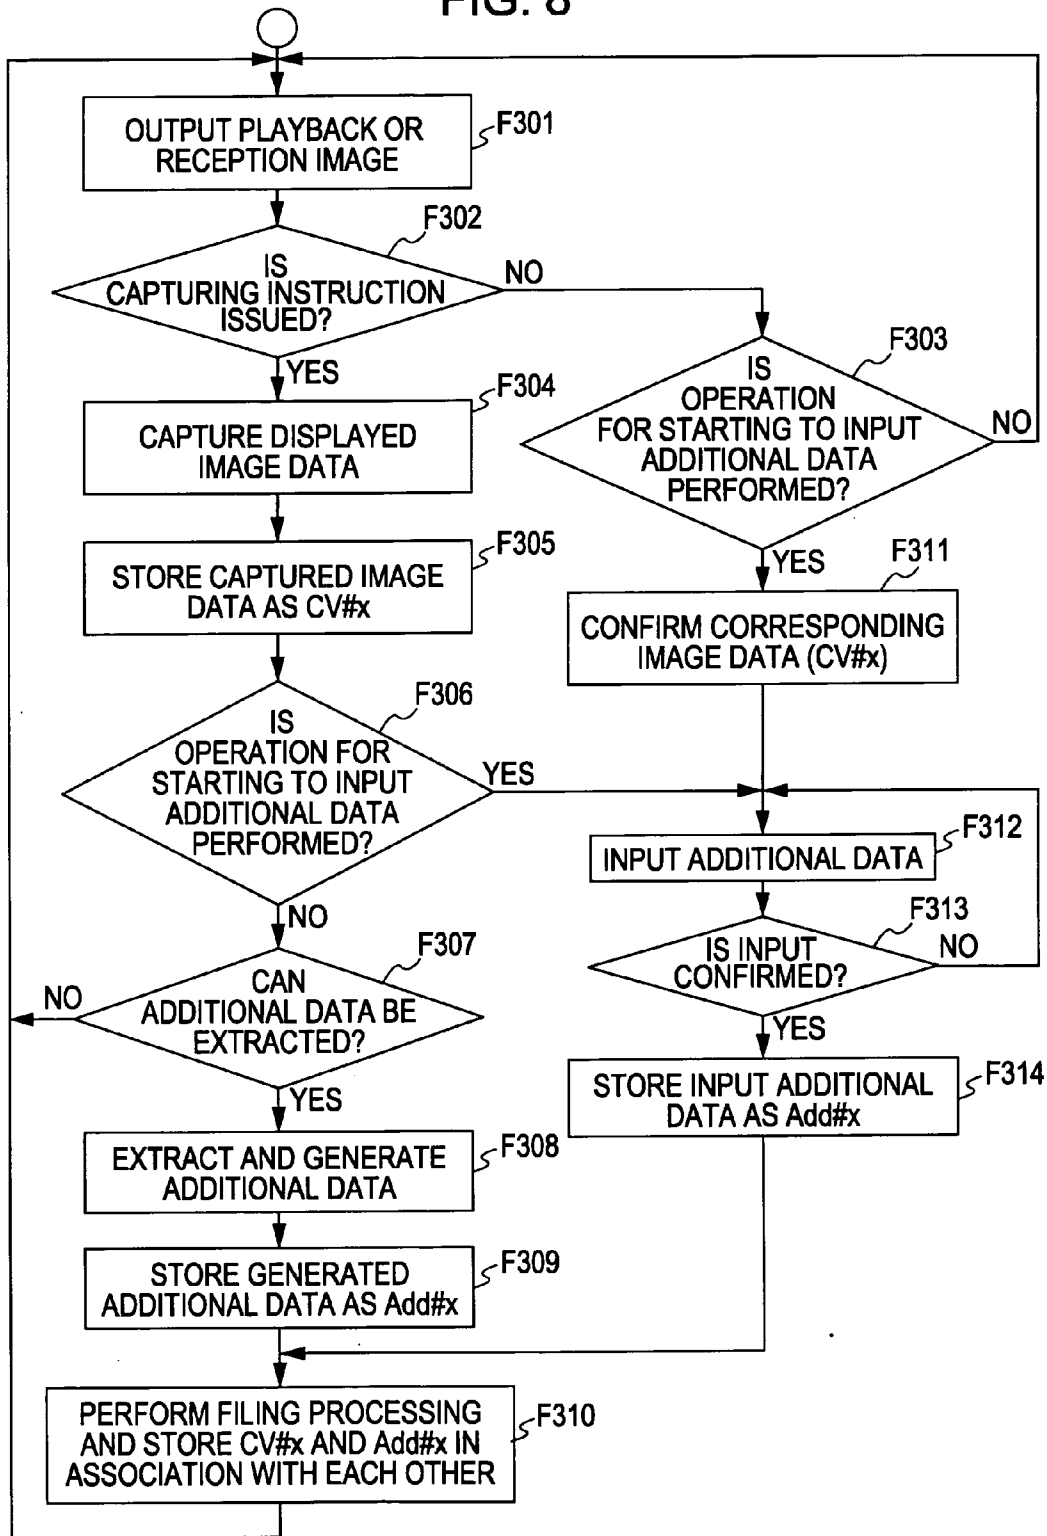 FIG. 8
OUTPUT PLAYBACK OR
RECEPTION IMAGE
F301
F302
IS
CAPTURING INSTRUCTION
ISSUED?
NO
YES
F303
IS
OPERATION
FOR STARTING TO INPUT
ADDITIONAL DATA
PERFORMED?
NO
YES
F304
CAPTURE DISPLAYED
IMAGE DATA
F305
STORE CAPTURED IMAGE
DATA AS CV#x
F311
CONFIRM CORRESPONDING
IMAGE DATA (CV#x)
F306
IS
OPERATION FOR
STARTING TO INPUT
ADDITIONAL DATA
PERFORMED?
YES
NO
F312
INPUT ADDITIONAL DATA
F313
IS INPUT
CONFIRMED?
NO
YES
F307
CAN
ADDITIONAL DATA BE
EXTRACTED?
NO
YES
F314
STORE INPUT ADDITIONAL
DATA AS Add#x
F308
EXTRACT AND GENERATE
ADDITIONAL DATA
F309
STORE GENERATED
ADDITIONAL DATA AS Add#x
F310
PERFORM FILING PROCESSING
AND STORE CV#x AND Add#x IN
ASSOCIATION WITH EACH OTHER